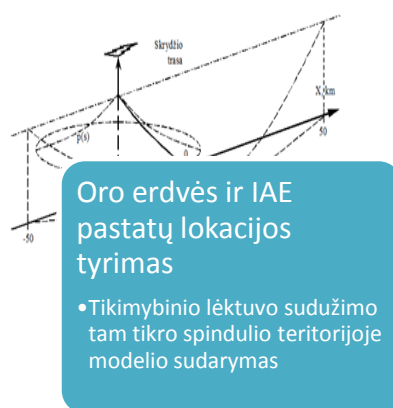 Skrydžio
trasa
X, km
p(s)
0
50
-50
Oro erdvės ir IAE
pastatų lokacijos
tyrimas
•Tikimybinio lėktuvo sudužimo
tam tikro spindulio teritorijoje
modelio sudarymas